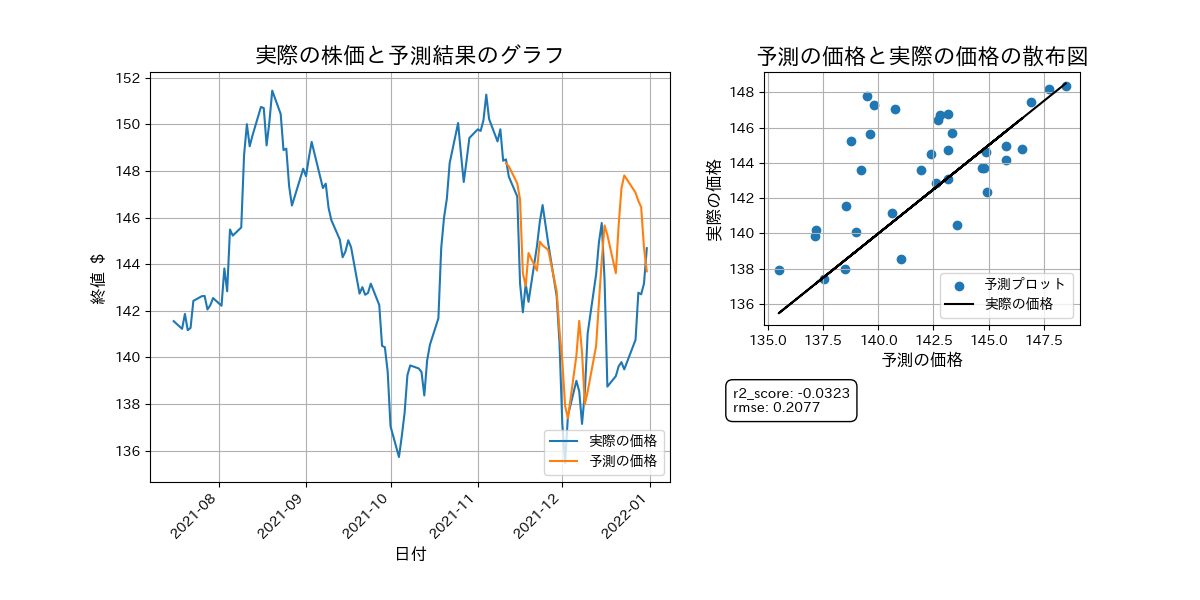 実際の株価と予測結果のグラフ
152
150
148
146
144
142
140
138
136
終値 $
2021-08
2021-09
2021-10
2021-11
2021-12
2022-01
日付
実際の価格
予測の価格
予測の価格と実際の価格の散布図
148
146
144
142
140
138
136
実際の価格
135.0 137.5 140.0 142.5 145.0 147.5
予測の価格
予測プロット
実際の価格
r2_score: -0.0323
rmse: 0.2077